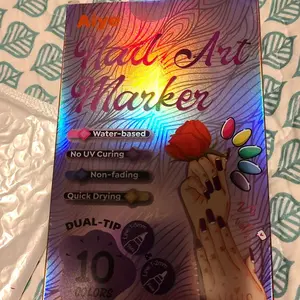 Nail Art
Marker
Water-based
No UV Curing
Non-fading
Quick Drying
DUAL-TIP
10
COLORS